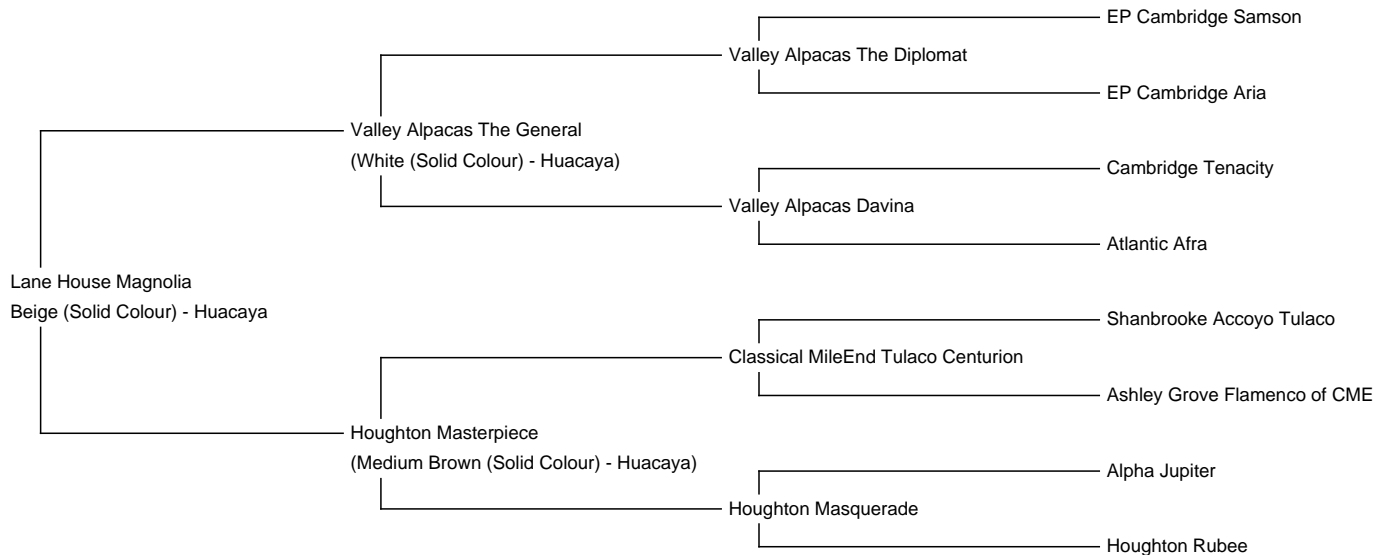 EP Cambridge Samson
Valley Alpacas The Diplomat
EP Cambridge Aria
Valley Alpacas The General
(White (Solid Colour) - Huacaya)
Cambridge Tenacity
Valley Alpacas Davina
Atlantic Afra
Lane House Magnolia
Beige (Solid Colour) - Huacaya
Shanbrooke Accoyo Tulaco
Classical MileEnd Tulaco Centurion
Ashley Grove Flamenco of CME
Houghton Masterpiece
(Medium Brown (Solid Colour) - Huacaya)
Alpha Jupiter
Houghton Masquerade
Houghton Rubee